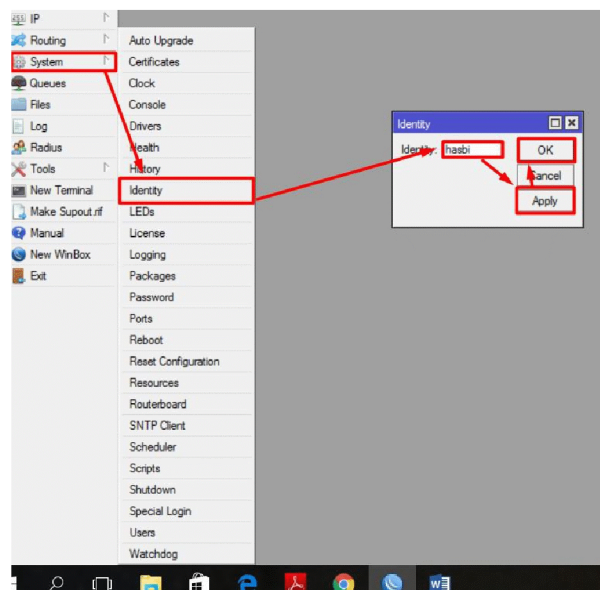 IP
Routing
System
Queues
Files
Log
Radius
Tools
New Terminal
Make Supout.rif
Manual
New WinBox
Exit
Auto Upgrade
Certificates
Clock
Console
Drivers
Health
History
Identity
LEDs
License
Logging
Packages
Password
Ports
Reboot
Reset Configuration
Resources
Routerboard
SNTP Client
Scheduler
Scripts
Shutdown
Special Login
Users
Watchdog
Identity
Identity: hasbi
OK
Cancel
Apply